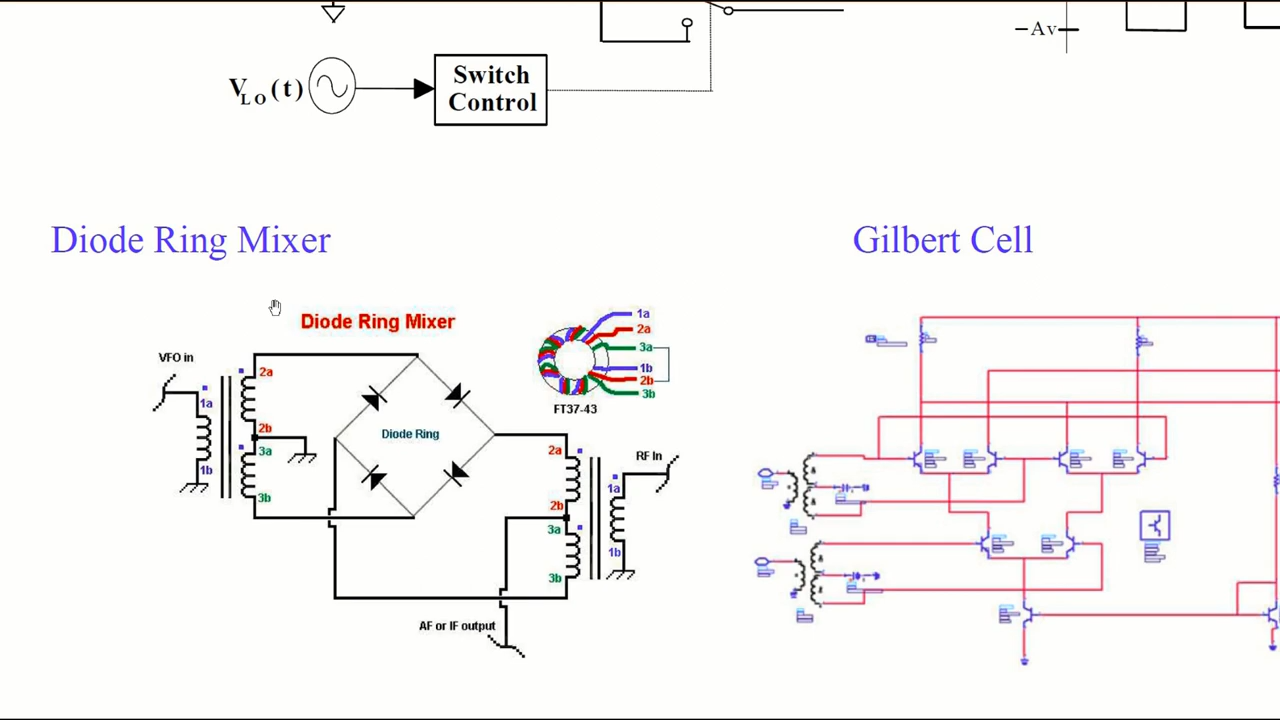 −Av
V_LO(t)
Switch
Control
Diode Ring Mixer
Gilbert Cell
Diode Ring Mixer
1a
2a
3a
1b
2b
3b
FT37-43
VFO in
2a
1a
2b
3a
1b
3b
Diode Ring
2a
RF In
1a
2b
3a
1b
3b
AF or IF output